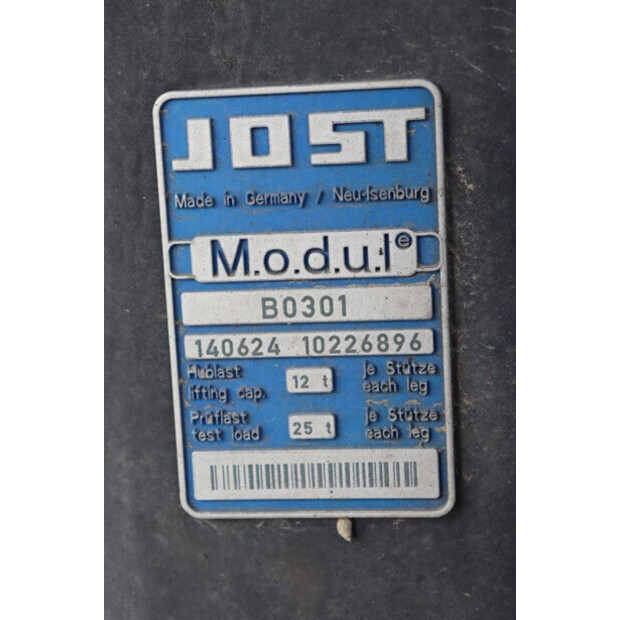 JOST
Made in Germany / Neu-Isenburg
M.o.d.u.l e
B0301
140624 10226896
Hublast 12 t je Stütze
lifting cap. each leg
Prüflast 25 t je Stütze
test load each leg